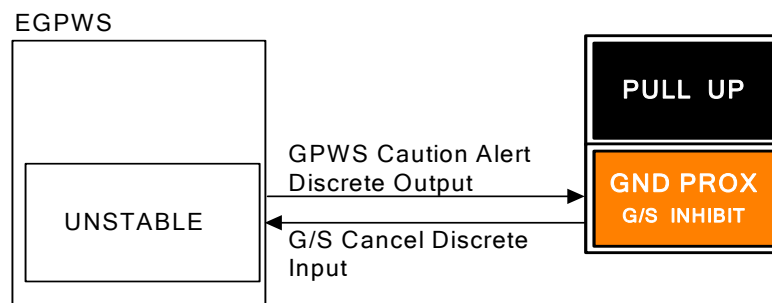 EGPWS
PULL UP
GPWS Caution Alert
Discrete Output
GND PROX
G/S INHIBIT
UNSTABLE
G/S Cancel Discrete
Input